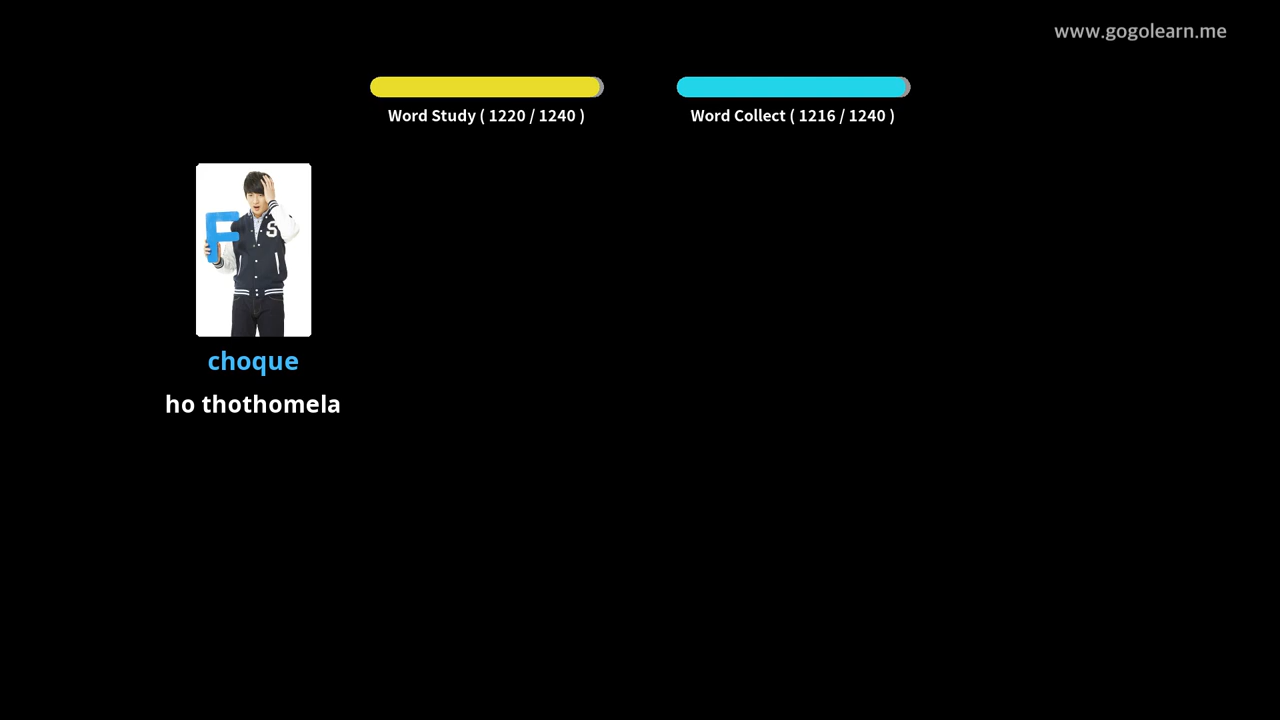 www.gogolearn.me
Word Study ( 1220 / 1240 )
Word Collect ( 1216 / 1240 )
F
S
choque
ho thothomela